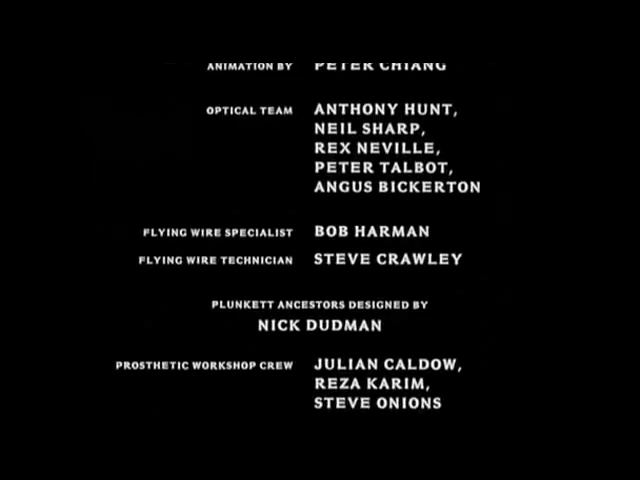 ANIMATION BY PETER CHIANG
OPTICAL TEAM ANTHONY HUNT,
NEIL SHARP,
REX NEVILLE,
PETER TALBOT,
ANGUS BICKERTON
FLYING WIRE SPECIALIST BOB HARMAN
FLYING WIRE TECHNICIAN STEVE CRAWLEY
PLUNKETT ANCESTORS DESIGNED BY
NICK DUDMAN
PROSTHETIC WORKSHOP CREW JULIAN CALDOW,
REZA KARIM,
STEVE ONIONS